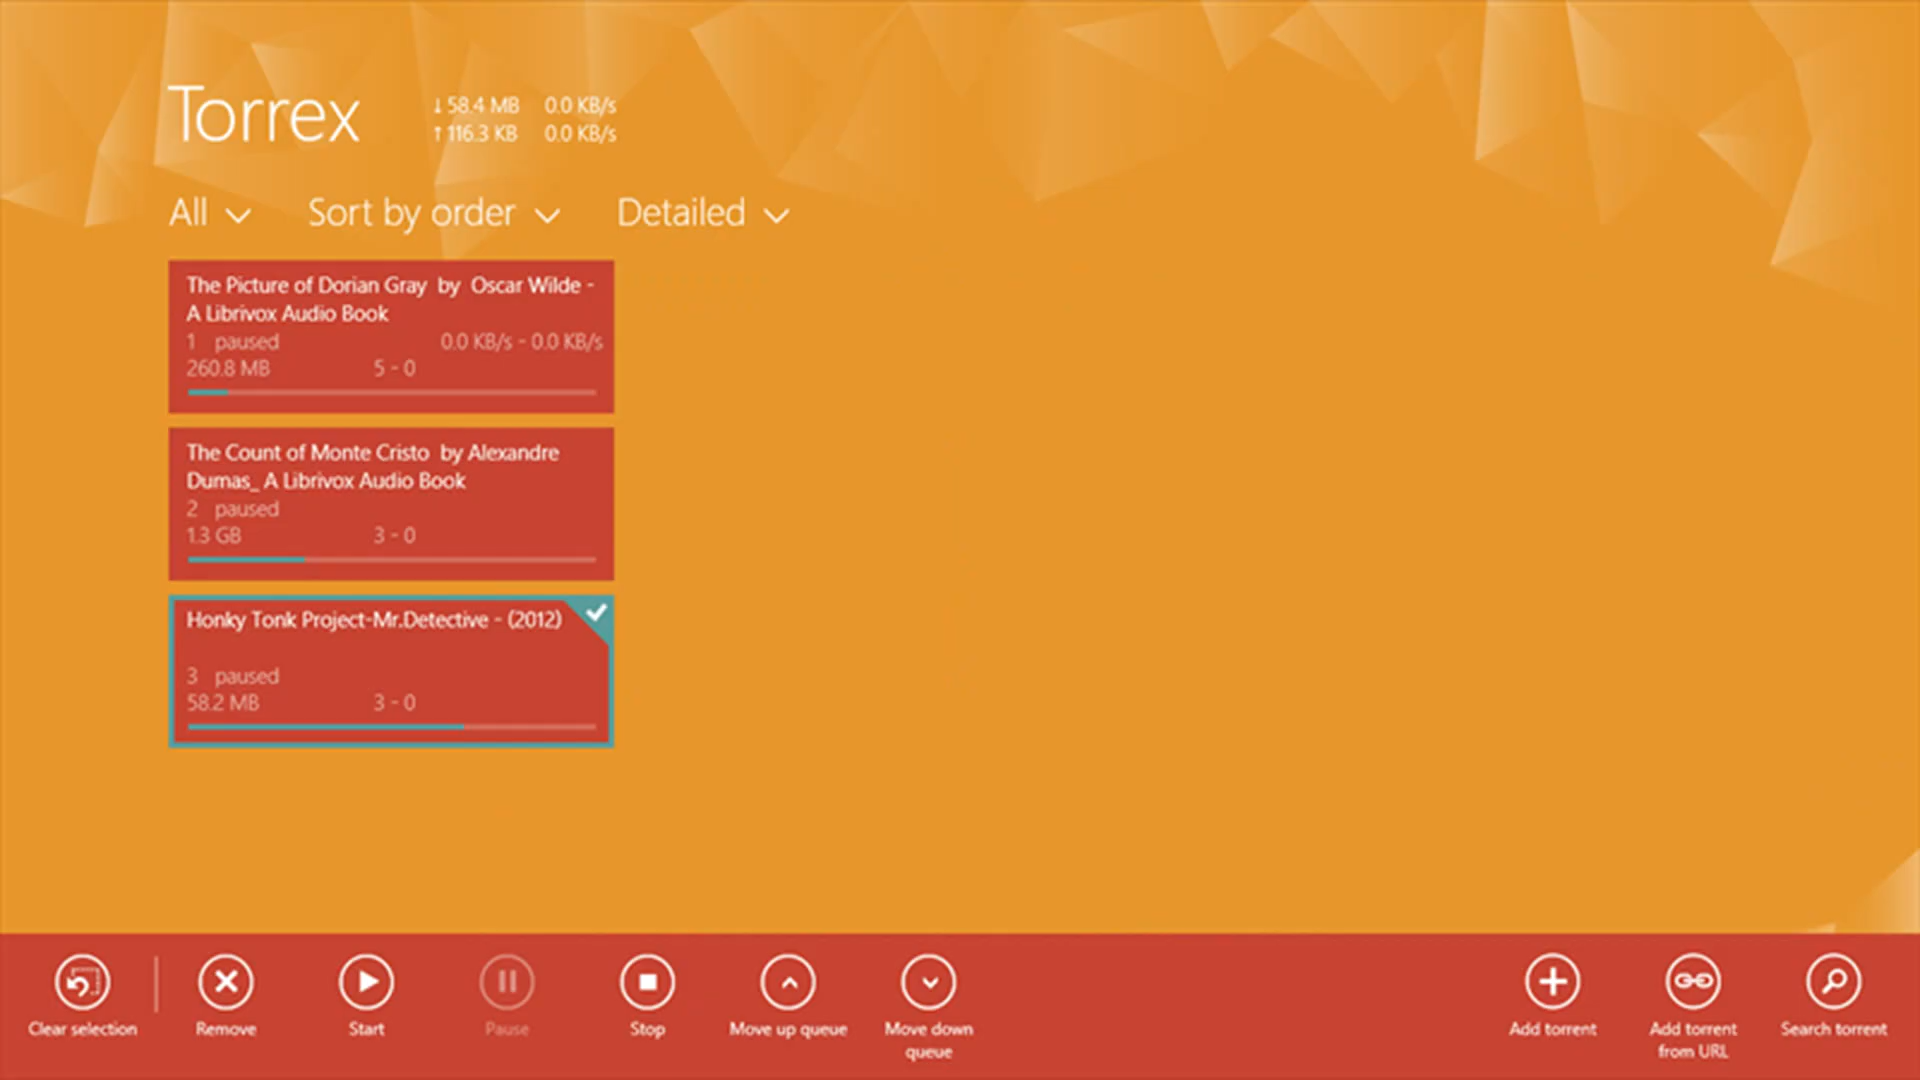 Torrex
↓ 58.4 MB 0.0 KB/s
↑ 116.3 KB 0.0 KB/s
All Sort by order Detailed
The Picture of Dorian Gray by Oscar Wilde -
A Librivox Audio Book
1 paused 0.0 KB/s - 0.0 KB/s
260.8 MB 5 - 0
The Count of Monte Cristo by Alexandre
Dumas_ A Librivox Audio Book
2 paused
1.3 GB 3 - 0
Honky Tonk Project-Mr.Detective - (2012)
3 paused
58.2 MB 3 - 0
Clear selection
Remove
Start
Pause
Stop
Move up queue
Move down
queue
Add torrent
Add torrent
from URL
Search torrent